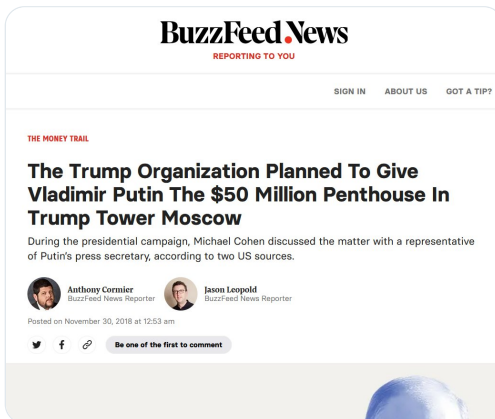 BuzzFeed News
REPORTING TO YOU
SIGN IN ABOUT US GOT A TIP?
THE MONEY TRAIL
The Trump Organization Planned To Give
Vladimir Putin The $50 Million Penthouse In
Trump Tower Moscow
During the presidential campaign, Michael Cohen discussed the matter with a representative
of Putin's press secretary, according to two US sources.
Anthony Cormier
BuzzFeed News Reporter
Jason Leopold
BuzzFeed News Reporter
Posted on November 30, 2018 at 12:53 am
Be one of the first to comment